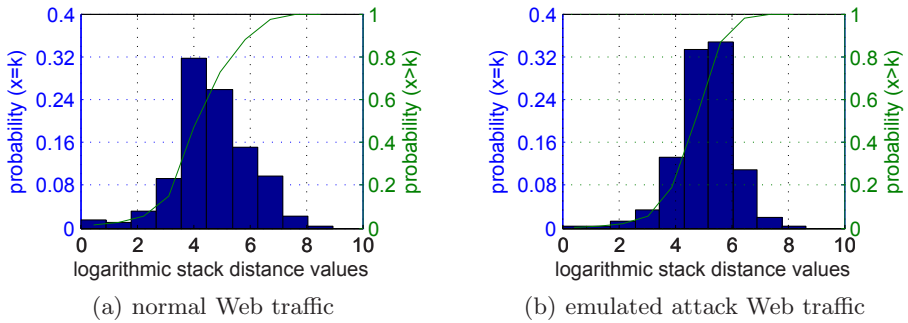 0.4
0.32
0.24
0.16
0.08
0
probability (x=k)
1
0.8
0.6
0.4
0.2
0
probability (x>k)
0 2 4 6 8 10
logarithmic stack distance values
(a) normal Web traffic
0.4
0.32
0.24
0.16
0.08
0
probability (x=k)
1
0.8
0.6
0.4
0.2
0
probability (x>k)
0 2 4 6 8 10
logarithmic stack distance values
(b) emulated attack Web traffic